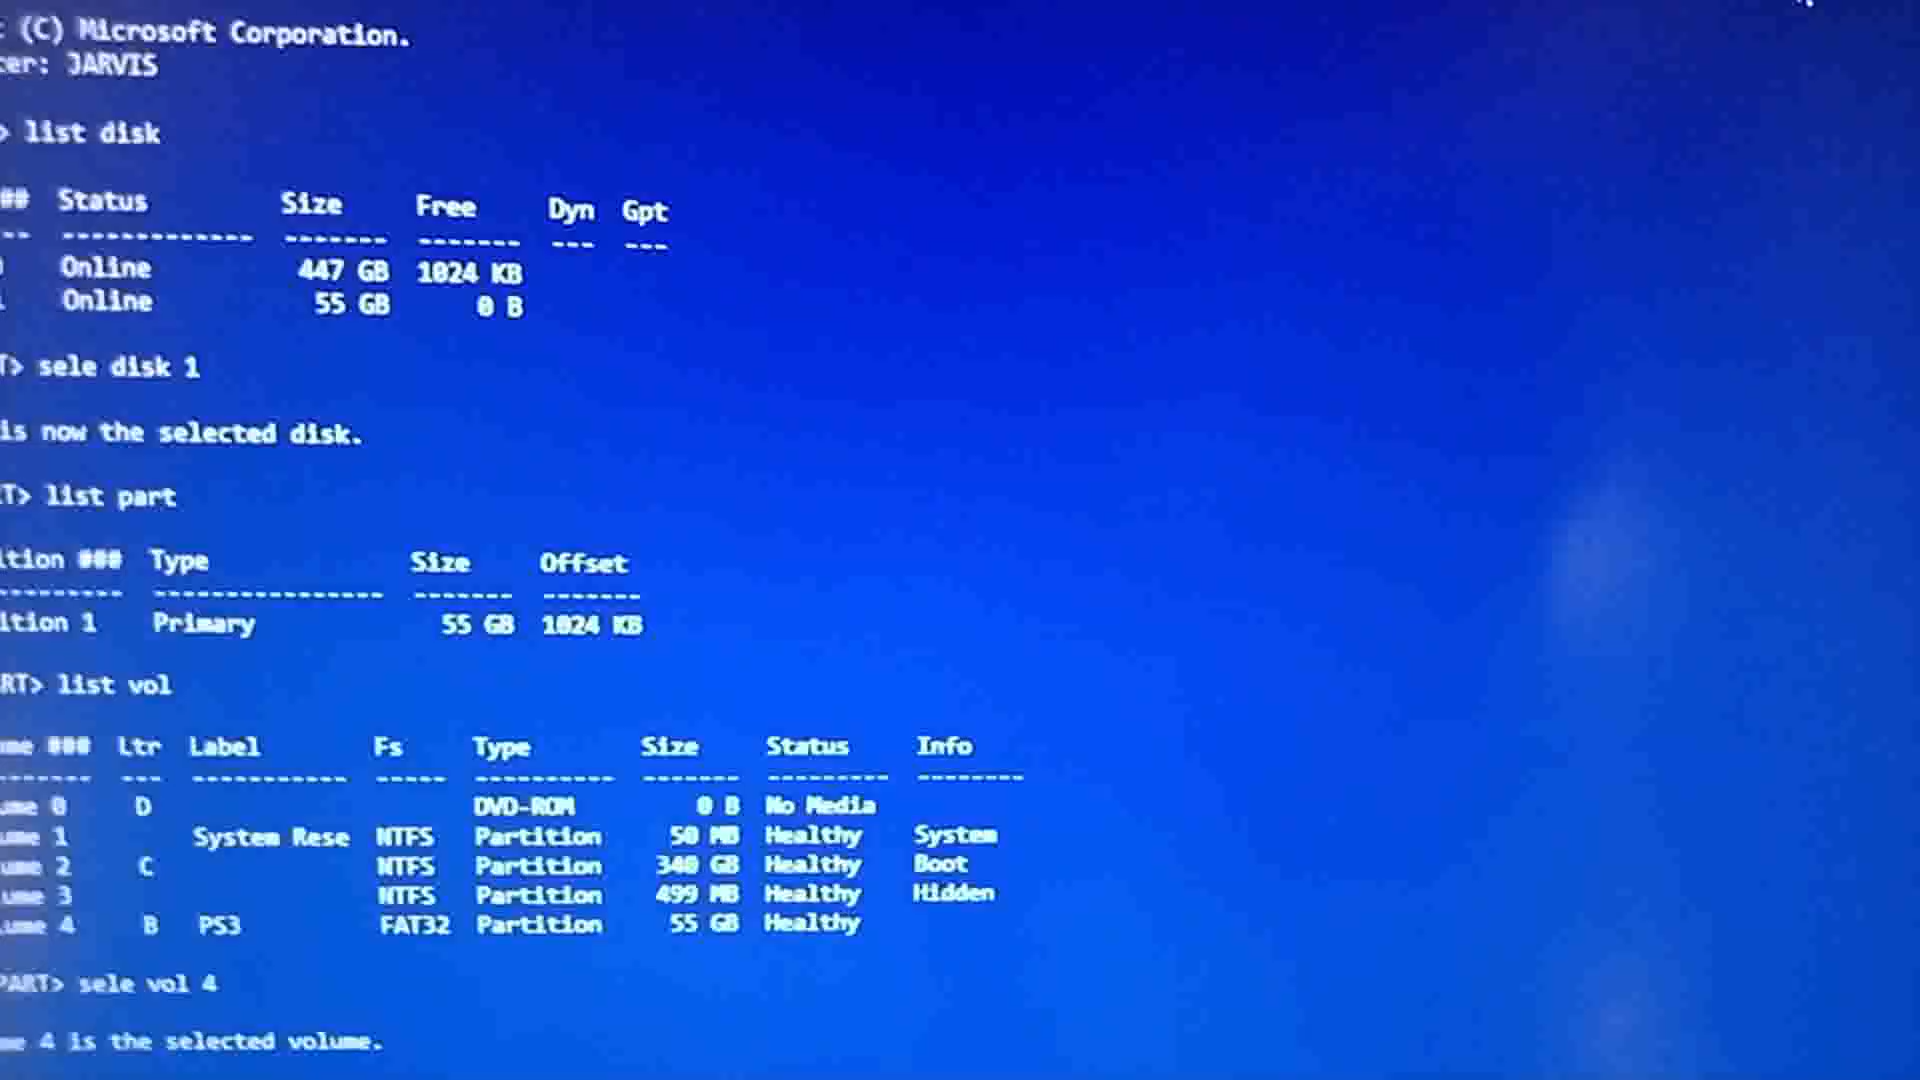 (C) Microsoft Corporation.
ter: JARVIS
> list disk
## Status Size Free Dyn Gpt
-- ------------- ------- ------- --- ---
Online 447 GB 1024 KB
Online 55 GB 0 B
T> sele disk 1
is now the selected disk.
T> list part
ition ### Type Size Offset
--------- ---------------- ------- -------
ition 1 Primary 55 GB 1024 KB
RT> list vol
me ### Ltr Label Fs Type Size Status Info
------- --- ----------- ----- ---------- ------- --------- --------
ume 0 D DVD-ROM 0 B No Media
ume 1 System Rese NTFS Partition 50 MB Healthy System
ume 2 C NTFS Partition 340 GB Healthy Boot
ume 3 NTFS Partition 499 MB Healthy Hidden
ume 4 B PS3 FAT32 Partition 55 GB Healthy
PART> sele vol 4
me 4 is the selected volume.